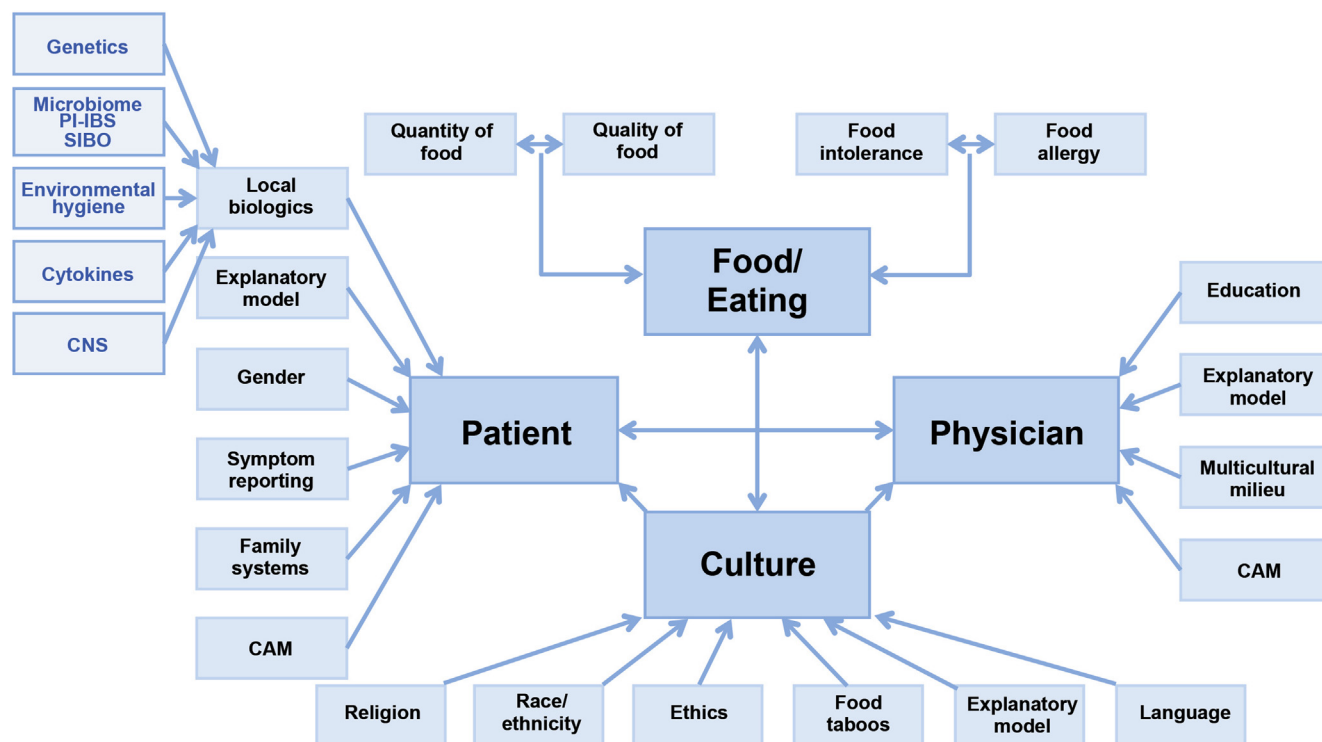 Genetics
Microbiome
PI-IBS
SIBO
Environmental
hygiene
Cytokines
CNS
Local
biologics
Explanatory
model
Gender
Symptom
reporting
Family
systems
CAM
Quantity of
food
Quality of
food
Food
intolerance
Food
allergy
Food/
Eating
Patient
Physician
Culture
Education
Explanatory
model
Multicultural
milieu
CAM
Religion
Race/
ethnicity
Ethics
Food
taboos
Explanatory
model
Language